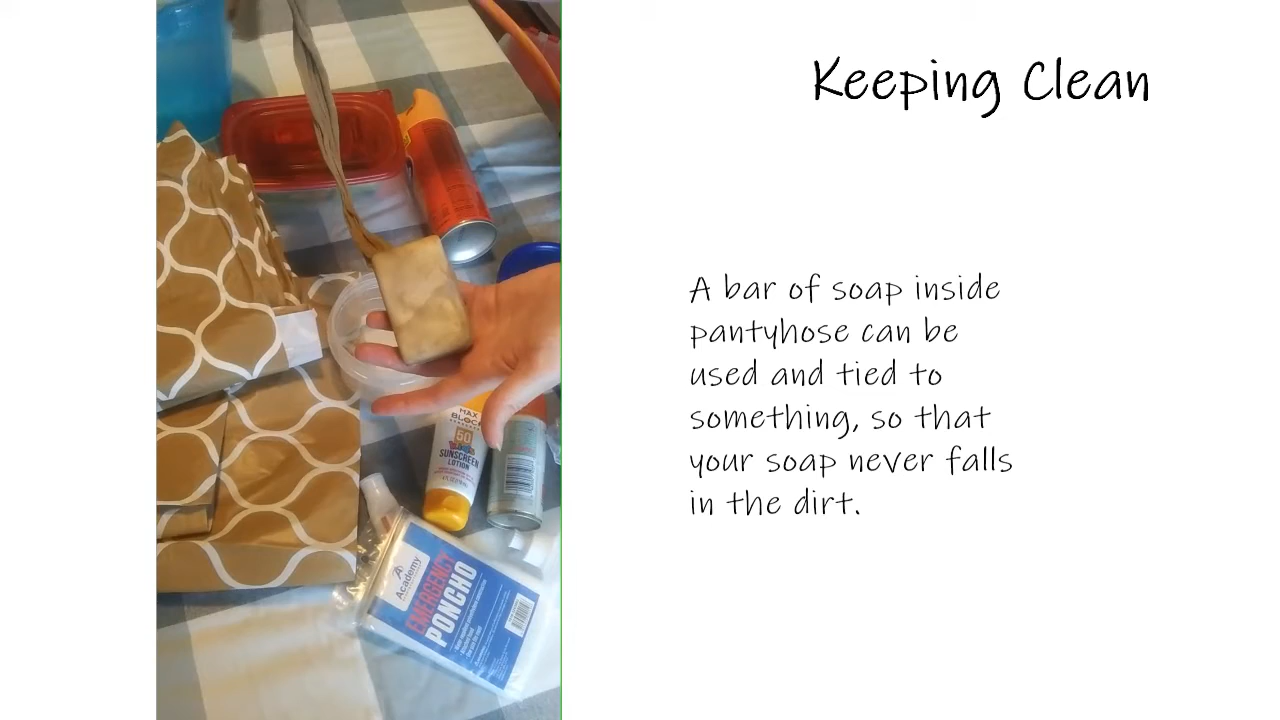 Keeping Clean
A bar of soap inside
pantyhose can be
used and tied to
something, so that
your soap never falls
in the dirt.
MAX
BLOCK
50
SUNSCREEN
LOTION
Academy
EMERGENCY
PONCHO